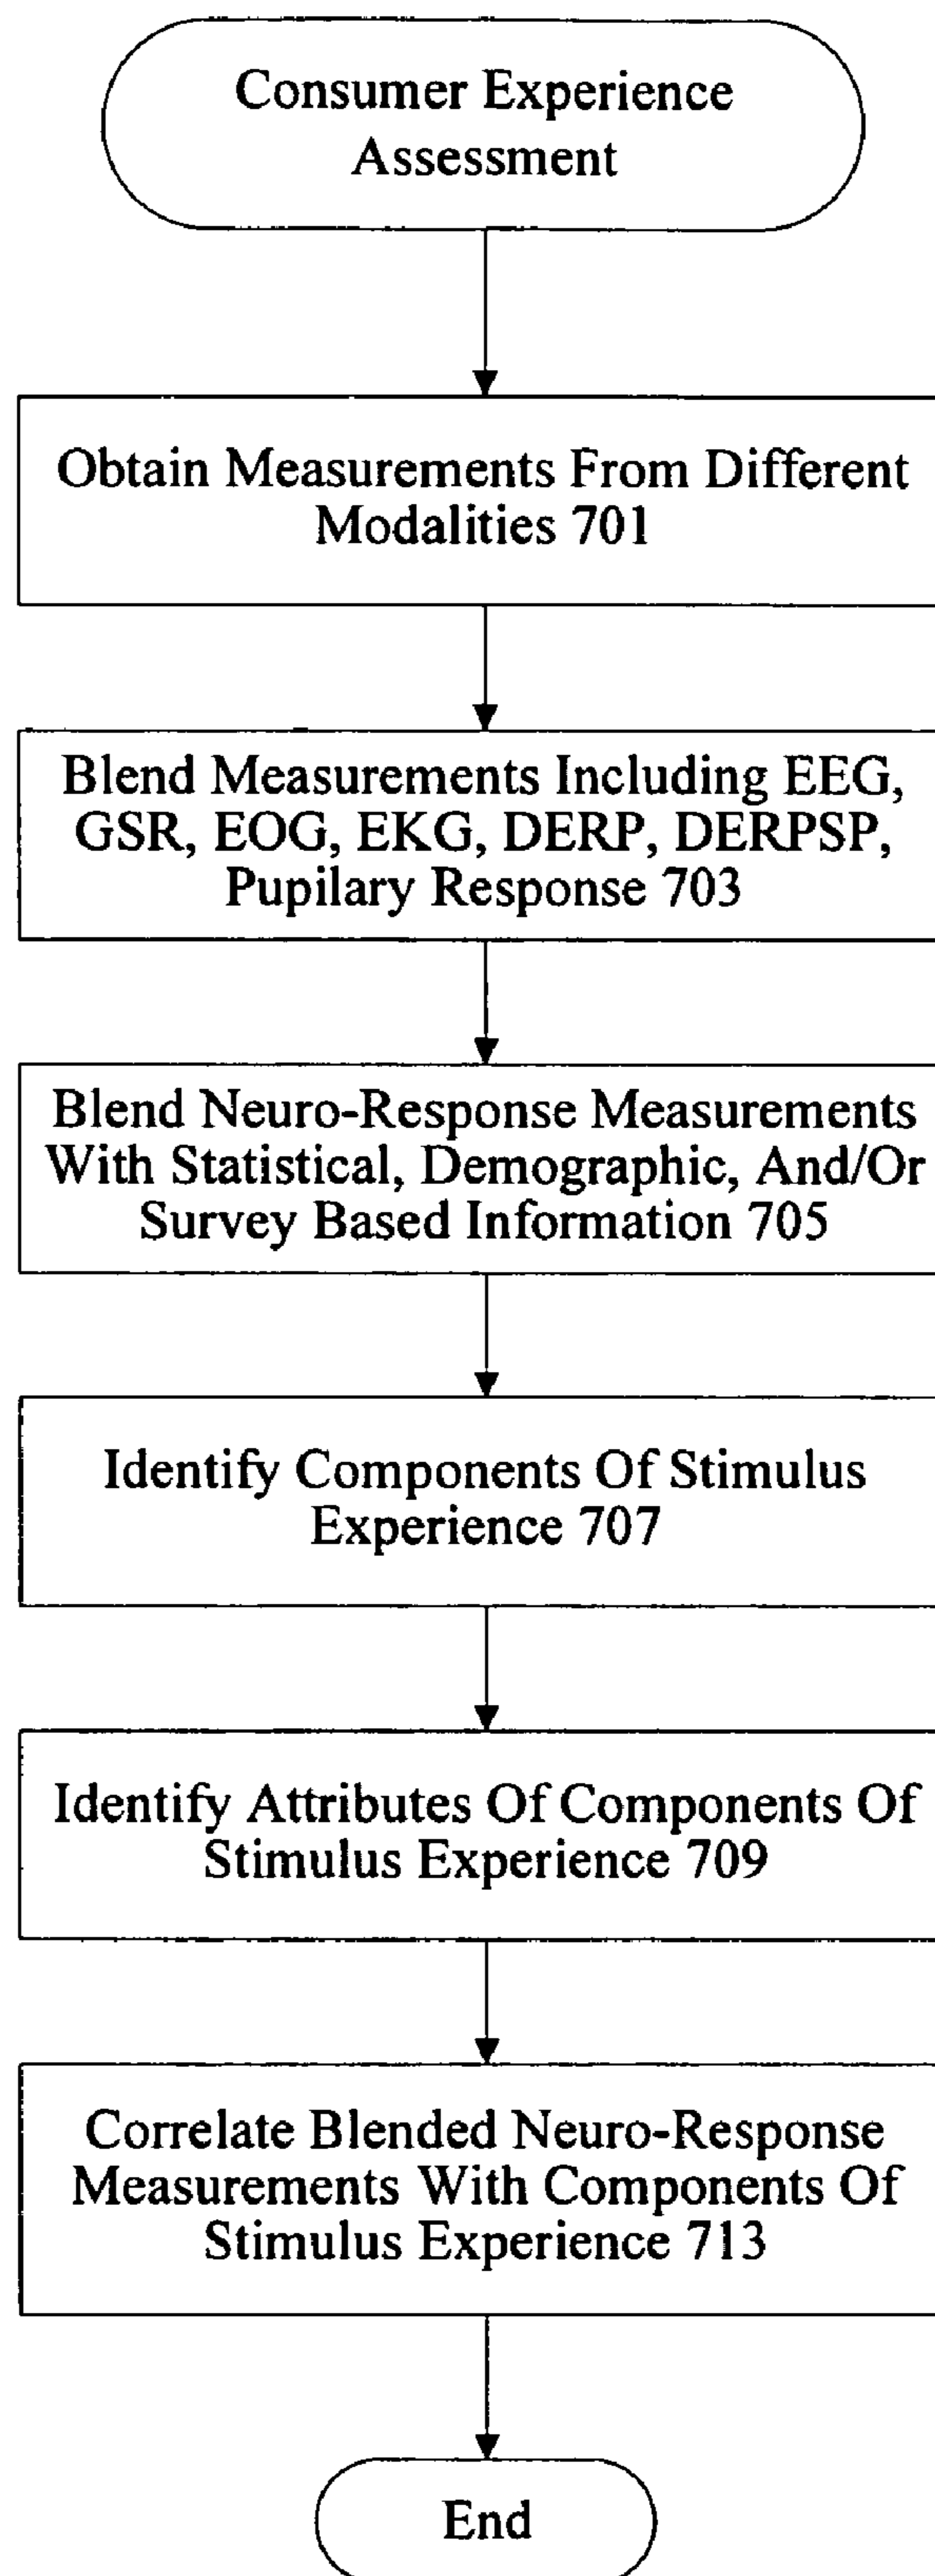 Consumer Experience
Assessment
Obtain Measurements From Different
Modalities 701
Blend Measurements Including EEG,
GSR, EOG, EKG, DERP, DERPSP,
Pupilary Response 703
Blend Neuro-Response Measurements
With Statistical, Demographic, And/Or
Survey Based Information 705
Identify Components Of Stimulus
Experience 707
Identify Attributes Of Components Of
Stimulus Experience 709
Correlate Blended Neuro-Response
Measurements With Components Of
Stimulus Experience 713
End